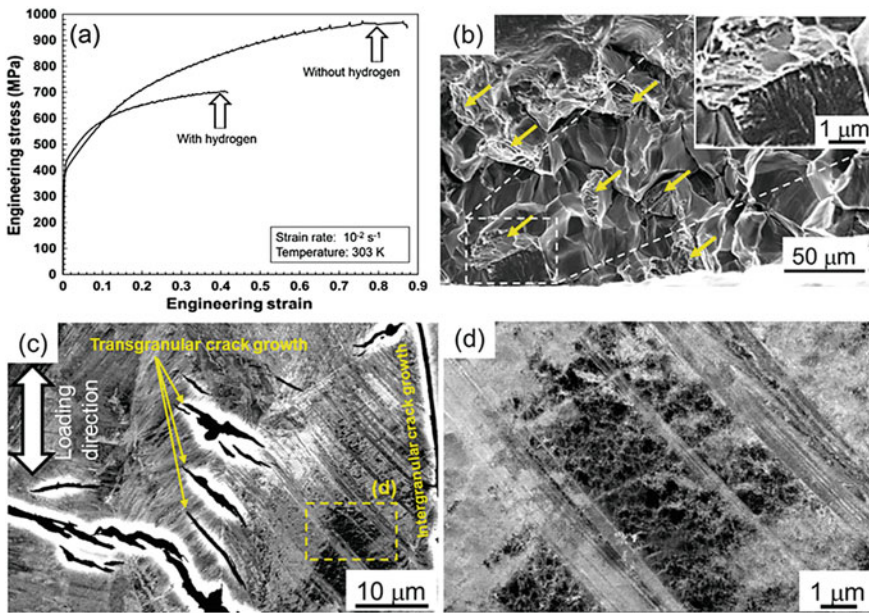 (a)
1000
900
800
700
600
500
400
300
200
100
0
Engineering stress (MPa)
Without hydrogen
With hydrogen
Strain rate: 10⁻² s⁻¹
Temperature: 303 K
0
0.1
0.2
0.3
0.4
0.5
0.6
0.7
0.8
0.9
Engineering strain
(b)
1 μm
50 μm
(c)
Transgranular crack growth
Loading
direction
Intergranular crack growth
(d)
10 μm
(d)
1 μm